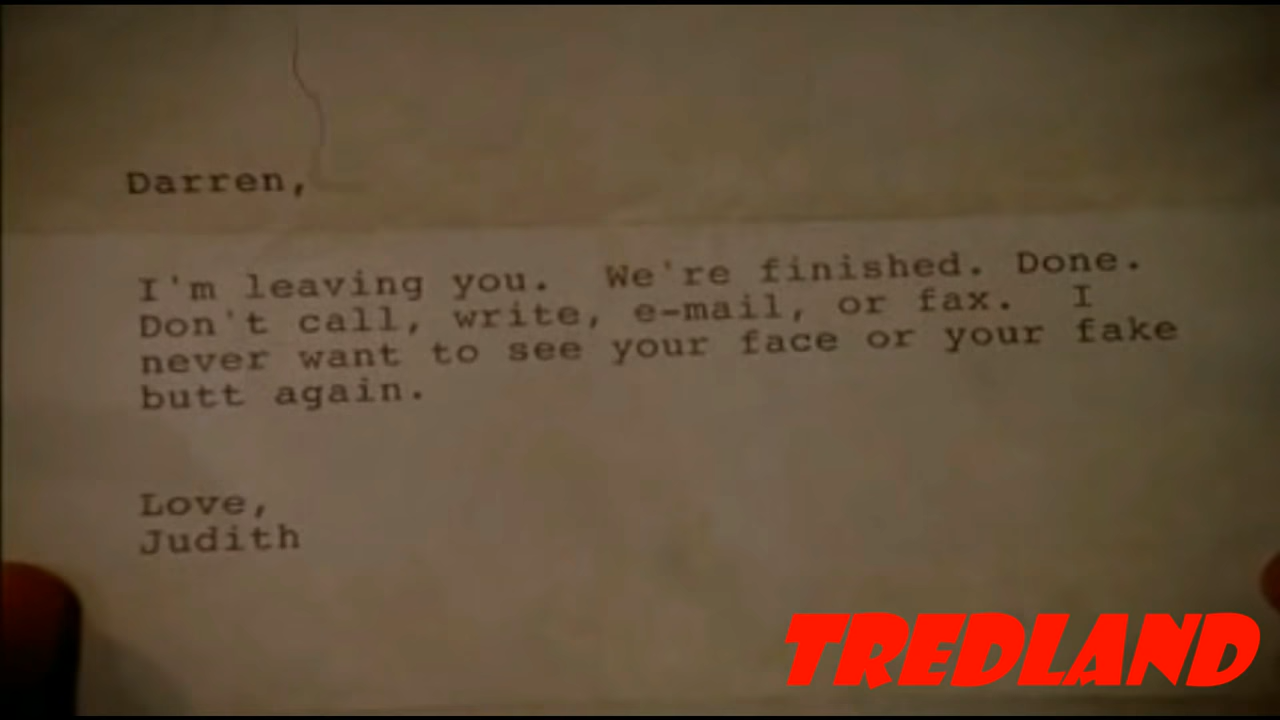 Darren,
I'm leaving you. We're finished. Done.
Don't call, write, e-mail, or fax. I
never want to see your face or your fake
butt again.
Love,
Judith
TREDLAND